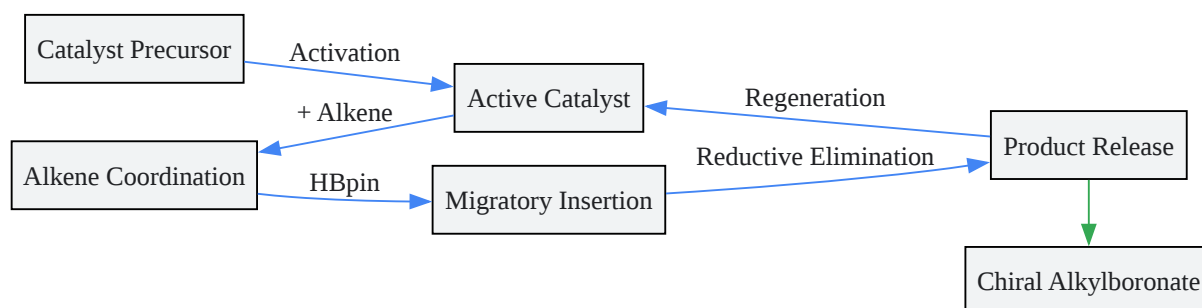 Catalyst Precursor
Activation
Active Catalyst
+ Alkene
Alkene Coordination
HBpin
Migratory Insertion
Reductive Elimination
Regeneration
Product Release
Chiral Alkylboronate